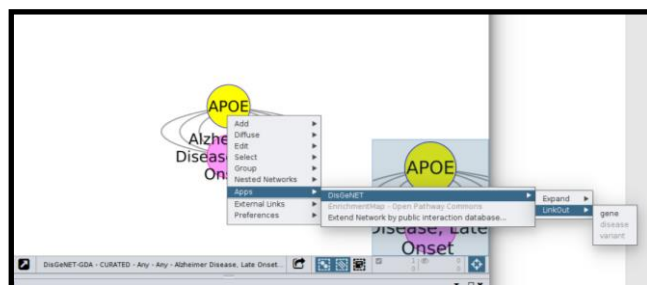 APOE
Alzhe
Diseas
On
Add
Diffuse
Edit
Select
Group
Nested Networks
Apps
External Links
Preferences
DisGeNET
EnrichmentMap - Open Pathway Commons
Extend Network by public interaction database...
Expand
LinkOut
gene
disease
variant
APOE
Disease, Late
Onset
DisGeNET-GDA - CURATED - Any - Any - Alzheimer Disease, Late Onset...